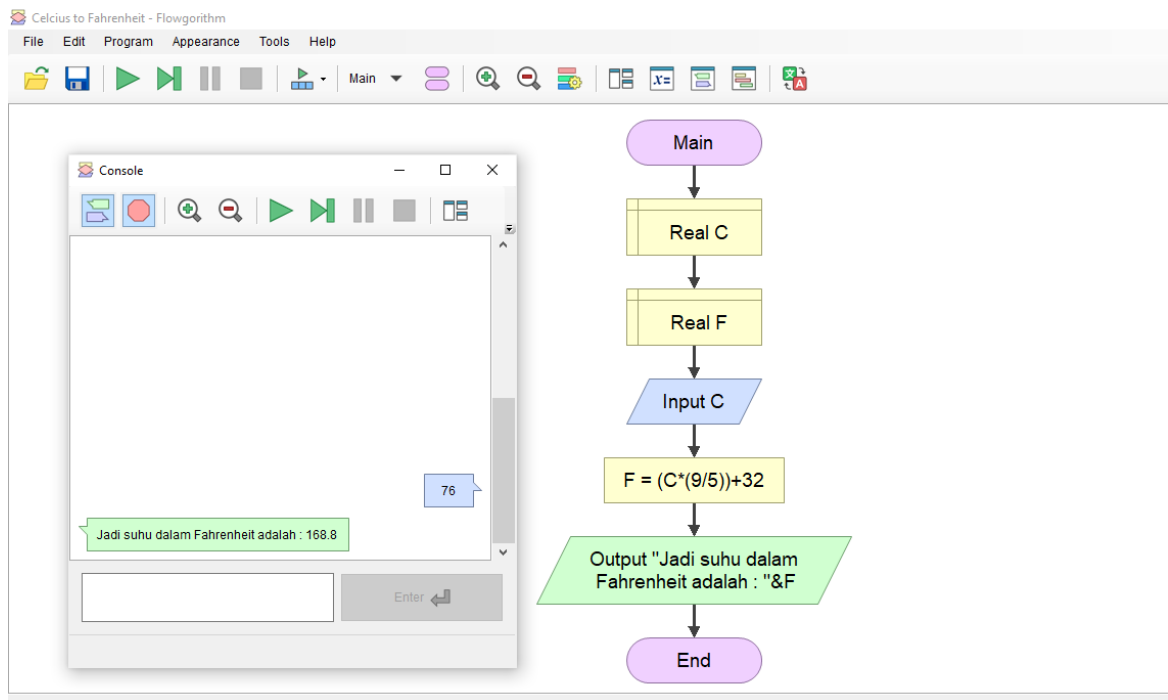 Celcius to Fahrenheit - Flowgorithm
File Edit Program Appearance Tools Help
Main
Console
76
Jadi suhu dalam Fahrenheit adalah : 168.8
Enter
Main
Real C
Real F
Input C
F = (C*(9/5))+32
Output "Jadi suhu dalam
Fahrenheit adalah : "&F
End